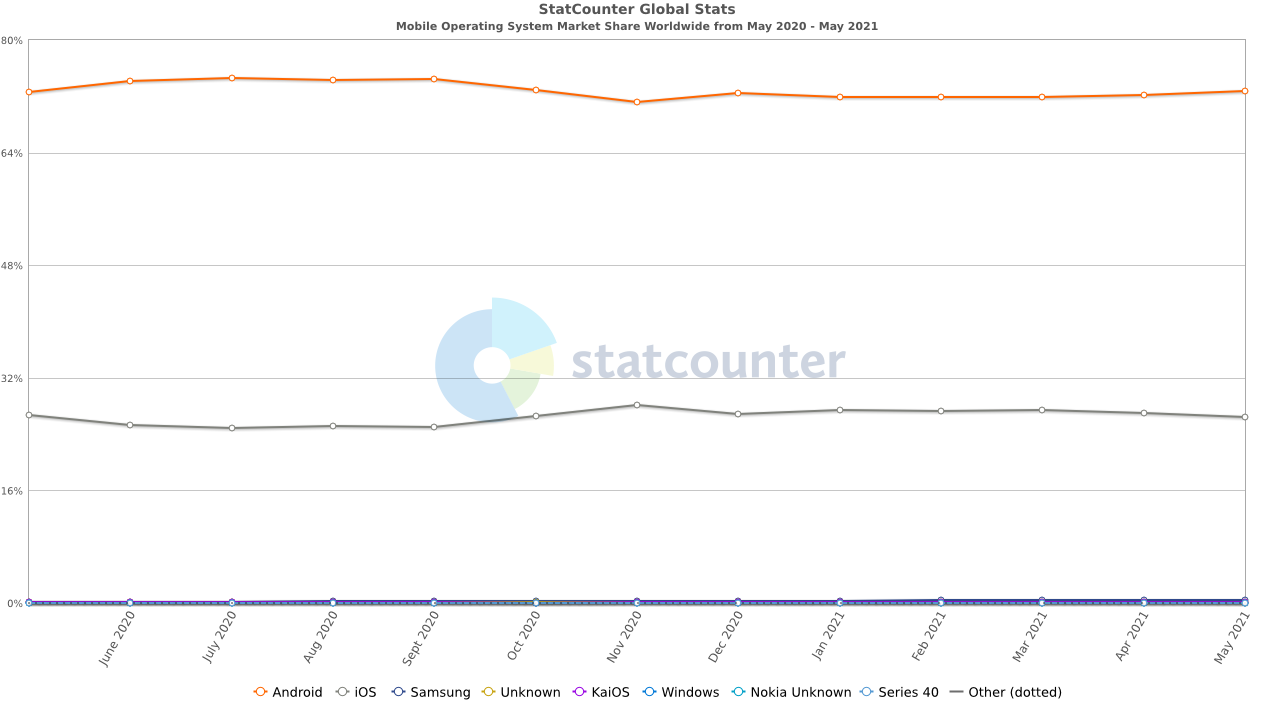 StatCounter Global Stats
Mobile Operating System Market Share Worldwide from May 2020 - May 2021
80%
64%
48%
statcounter
32%
16%
0%
June 2020 July 2020 Aug 2020 Sept 2020 Oct 2020 Nov 2020 Dec 2020 Jan 2021 Feb 2021 Mar 2021 Apr 2021 May 2021
Android iOS Samsung Unknown KaiOS Windows Nokia Unknown Series 40 Other (dotted)